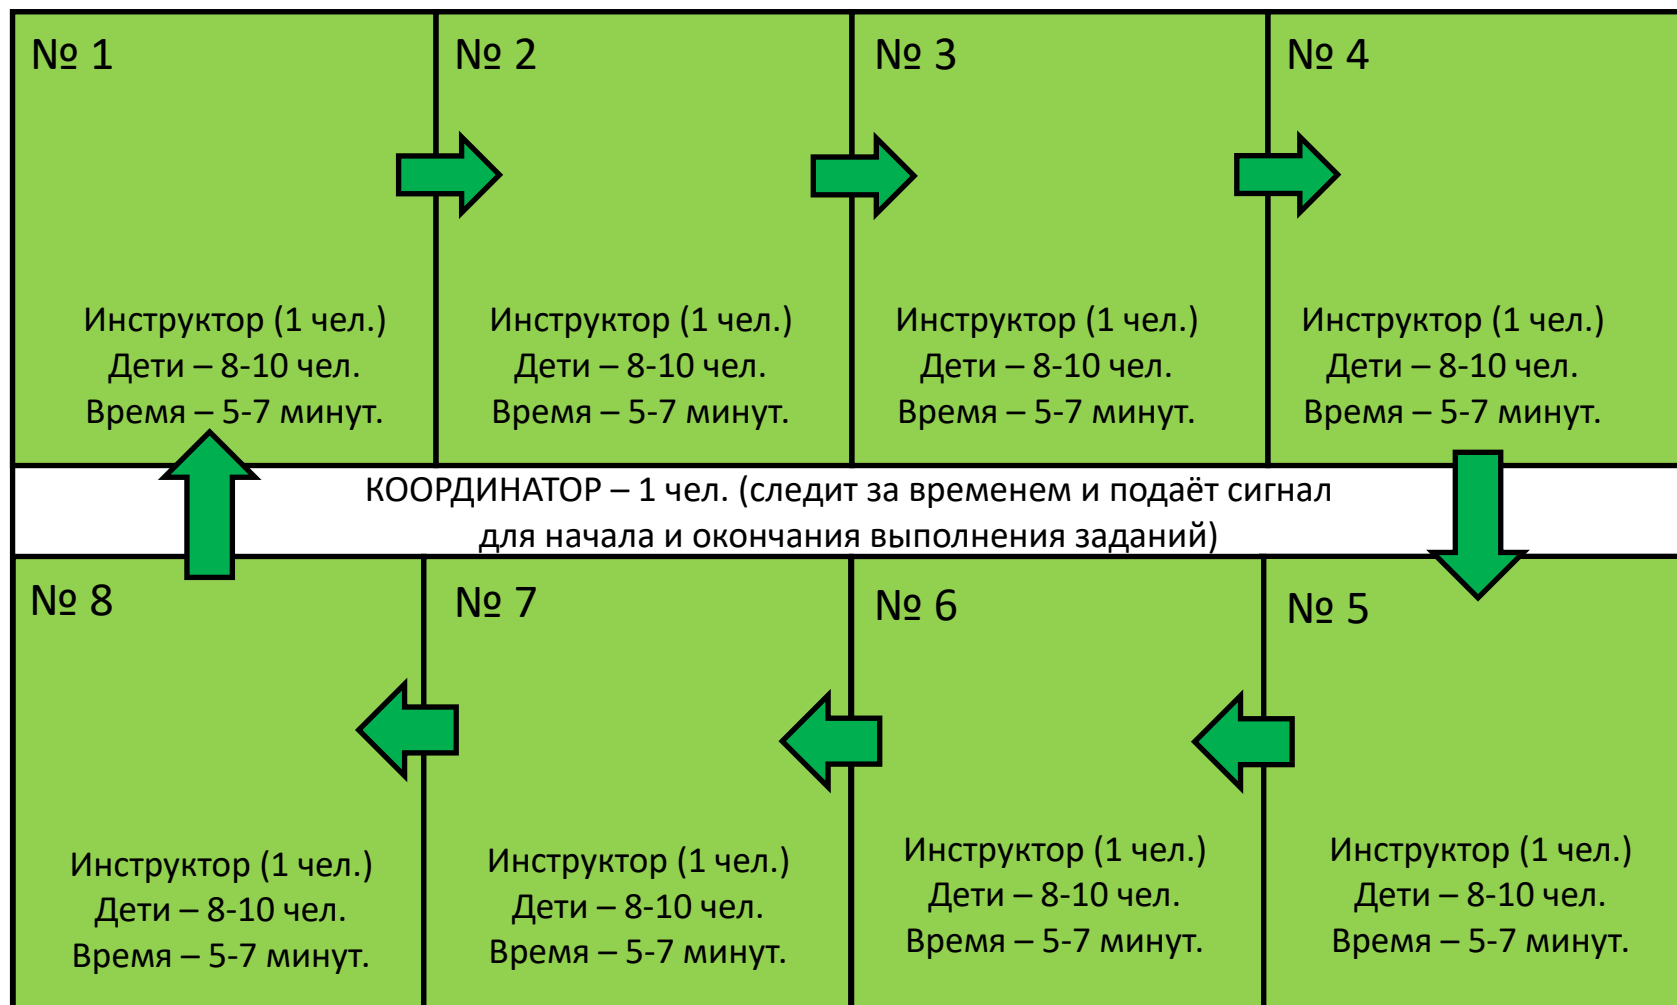 № 1
Инструктор (1 чел.)
Дети – 8-10 чел.
Время – 5-7 минут.
№ 2
Инструктор (1 чел.)
Дети – 8-10 чел.
Время – 5-7 минут.
№ 3
Инструктор (1 чел.)
Дети – 8-10 чел.
Время – 5-7 минут.
№ 4
Инструктор (1 чел.)
Дети – 8-10 чел.
Время – 5-7 минут.
КООРДИНАТОР – 1 чел. (следит за временем и подаёт сигнал
для начала и окончания выполнения заданий)
№ 8
Инструктор (1 чел.)
Дети – 8-10 чел.
Время – 5-7 минут.
№ 7
Инструктор (1 чел.)
Дети – 8-10 чел.
Время – 5-7 минут.
№ 6
Инструктор (1 чел.)
Дети – 8-10 чел.
Время – 5-7 минут.
№ 5
Инструктор (1 чел.)
Дети – 8-10 чел.
Время – 5-7 минут.